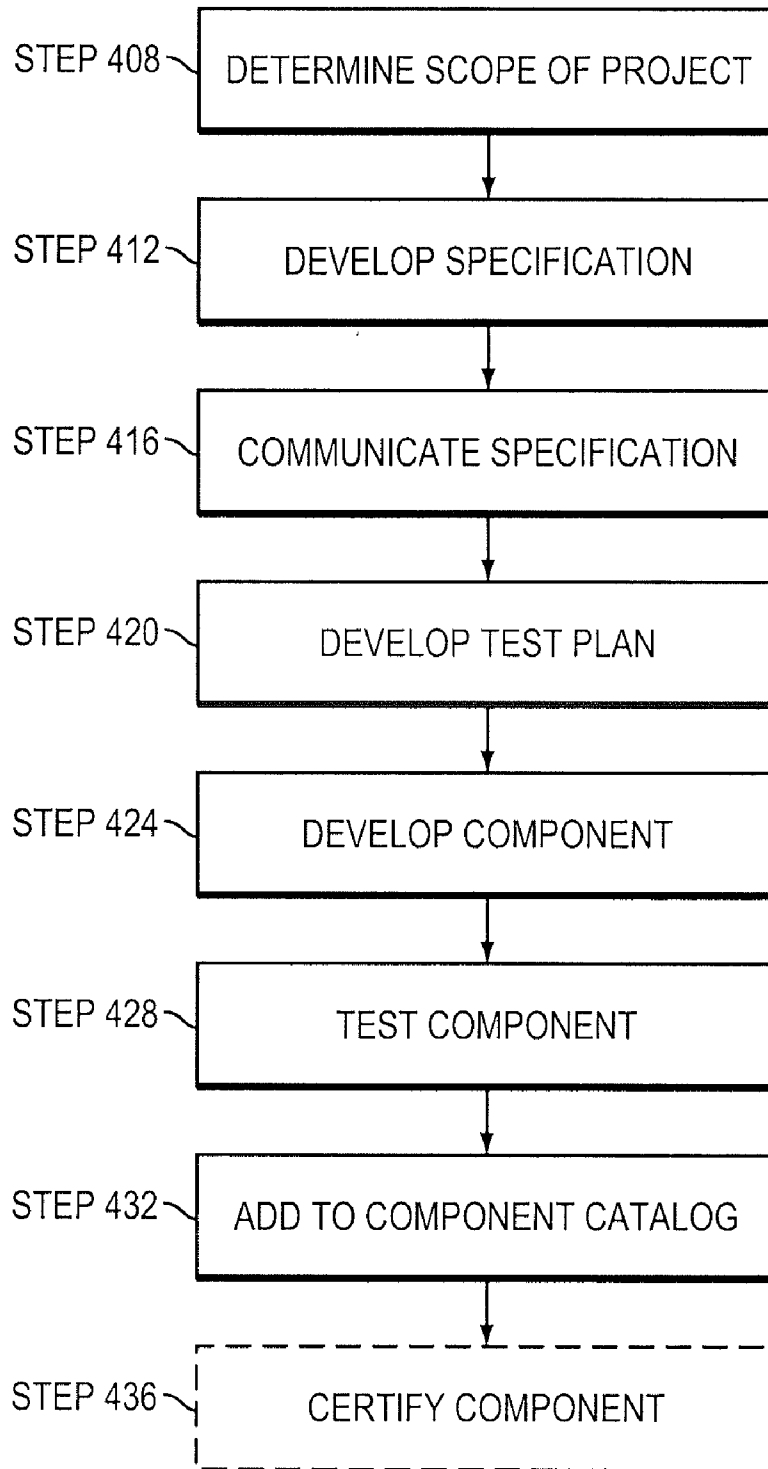 STEP 408
DETERMINE SCOPE OF PROJECT
STEP 412
DEVELOP SPECIFICATION
STEP 416
COMMUNICATE SPECIFICATION
STEP 420
DEVELOP TEST PLAN
STEP 424
DEVELOP COMPONENT
STEP 428
TEST COMPONENT
STEP 432
ADD TO COMPONENT CATALOG
STEP 436
CERTIFY COMPONENT